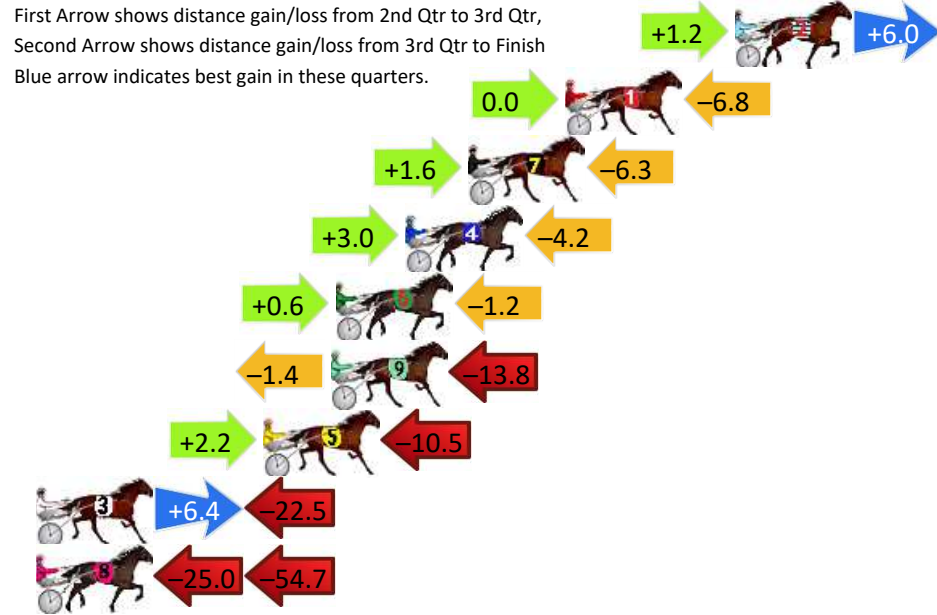 First Arrow shows distance gain/loss from 2nd Qtr to 3rd Qtr,
Second Arrow shows distance gain/loss from 3rd Qtr to Finish
Blue arrow indicates best gain in these quarters.
+1.2 2 +6.0
0.0 1 –6.8
+1.6 7 –6.3
+3.0 4 –4.2
+0.6 –1.2
–1.4 9 –13.8
+2.2 5 –10.5
3 +6.4 –22.5
8 –25.0 –54.7